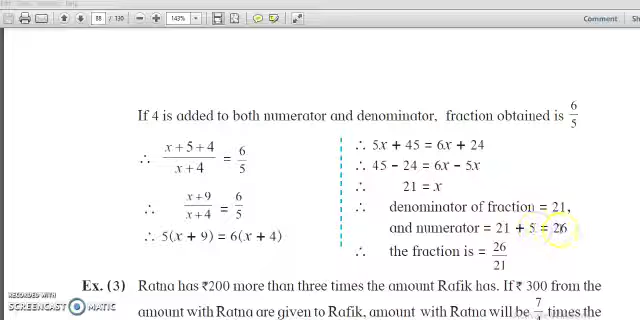 88 / 130
143%
Comment
Share
If 4 is added to both numerator and denominator, fraction obtained is 6/5
∴ (x + 5 + 4)/(x + 4) = 6/5
∴ (x + 9)/(x + 4) = 6/5
∴ 5(x + 9) = 6(x + 4)
∴ 5x + 45 = 6x + 24
∴ 45 − 24 = 6x − 5x
∴ 21 = x
∴ denominator of fraction = 21,
and numerator = 21 + 5 = 26
∴ the fraction is = 26/21
Ex. (3) Ratna has ₹200 more than three times the amount Rafik has. If ₹ 300 from the
amount with Ratna are given to Rafik, amount with Ratna will be 7/4 times the
RECORDED WITH
SCREENCAST MATIC